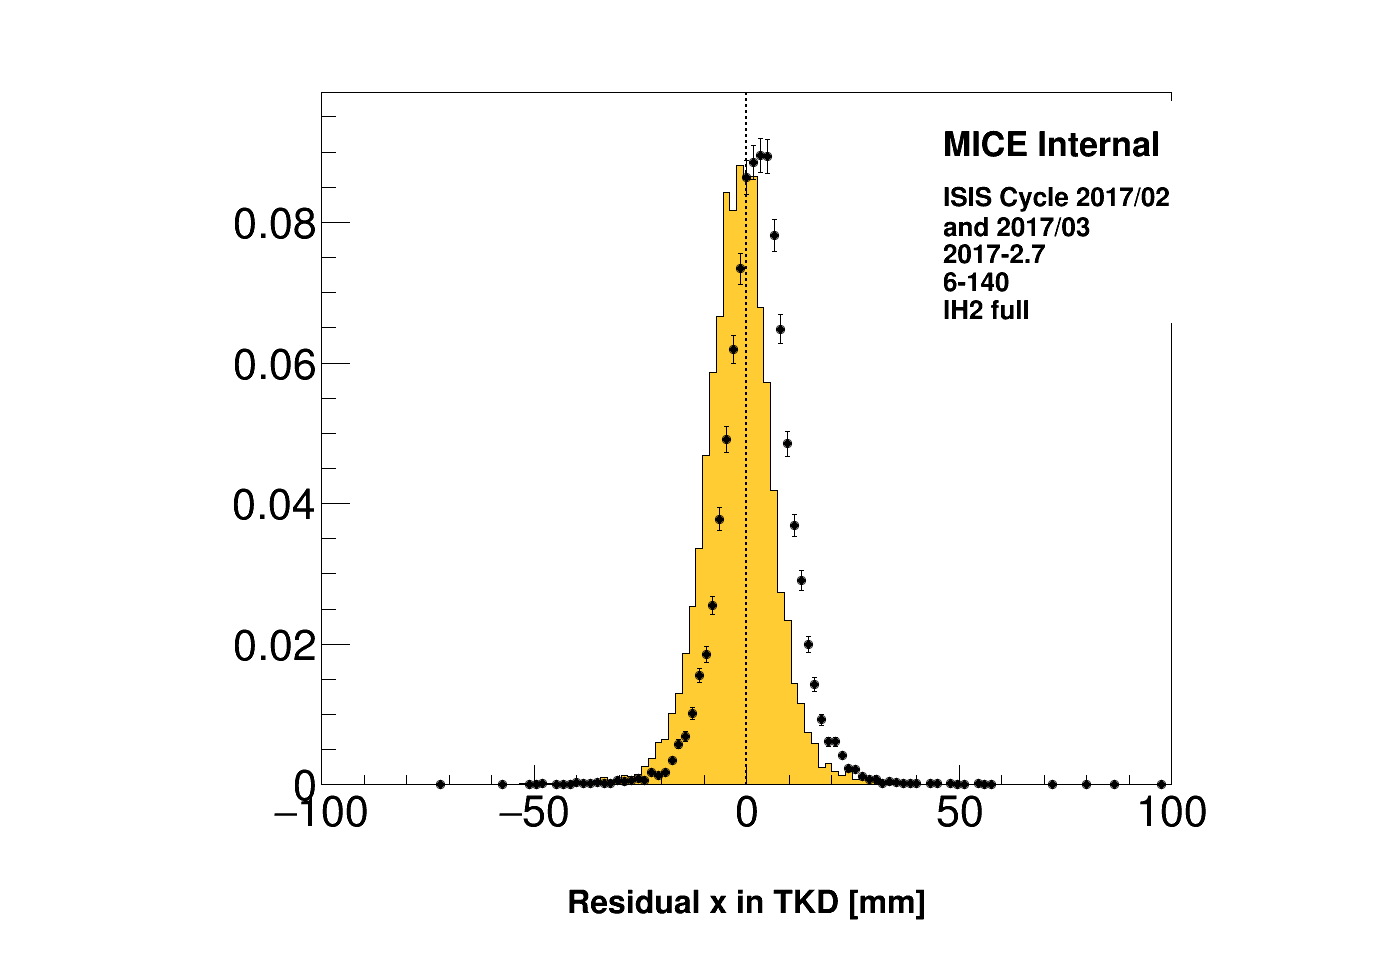 MICE Internal
ISIS Cycle 2017/02
and 2017/03
2017-2.7
6-140
IH2 full
0.08
0.06
0.04
0.02
0
−100
−50
0
50
100
Residual x in TKD [mm]